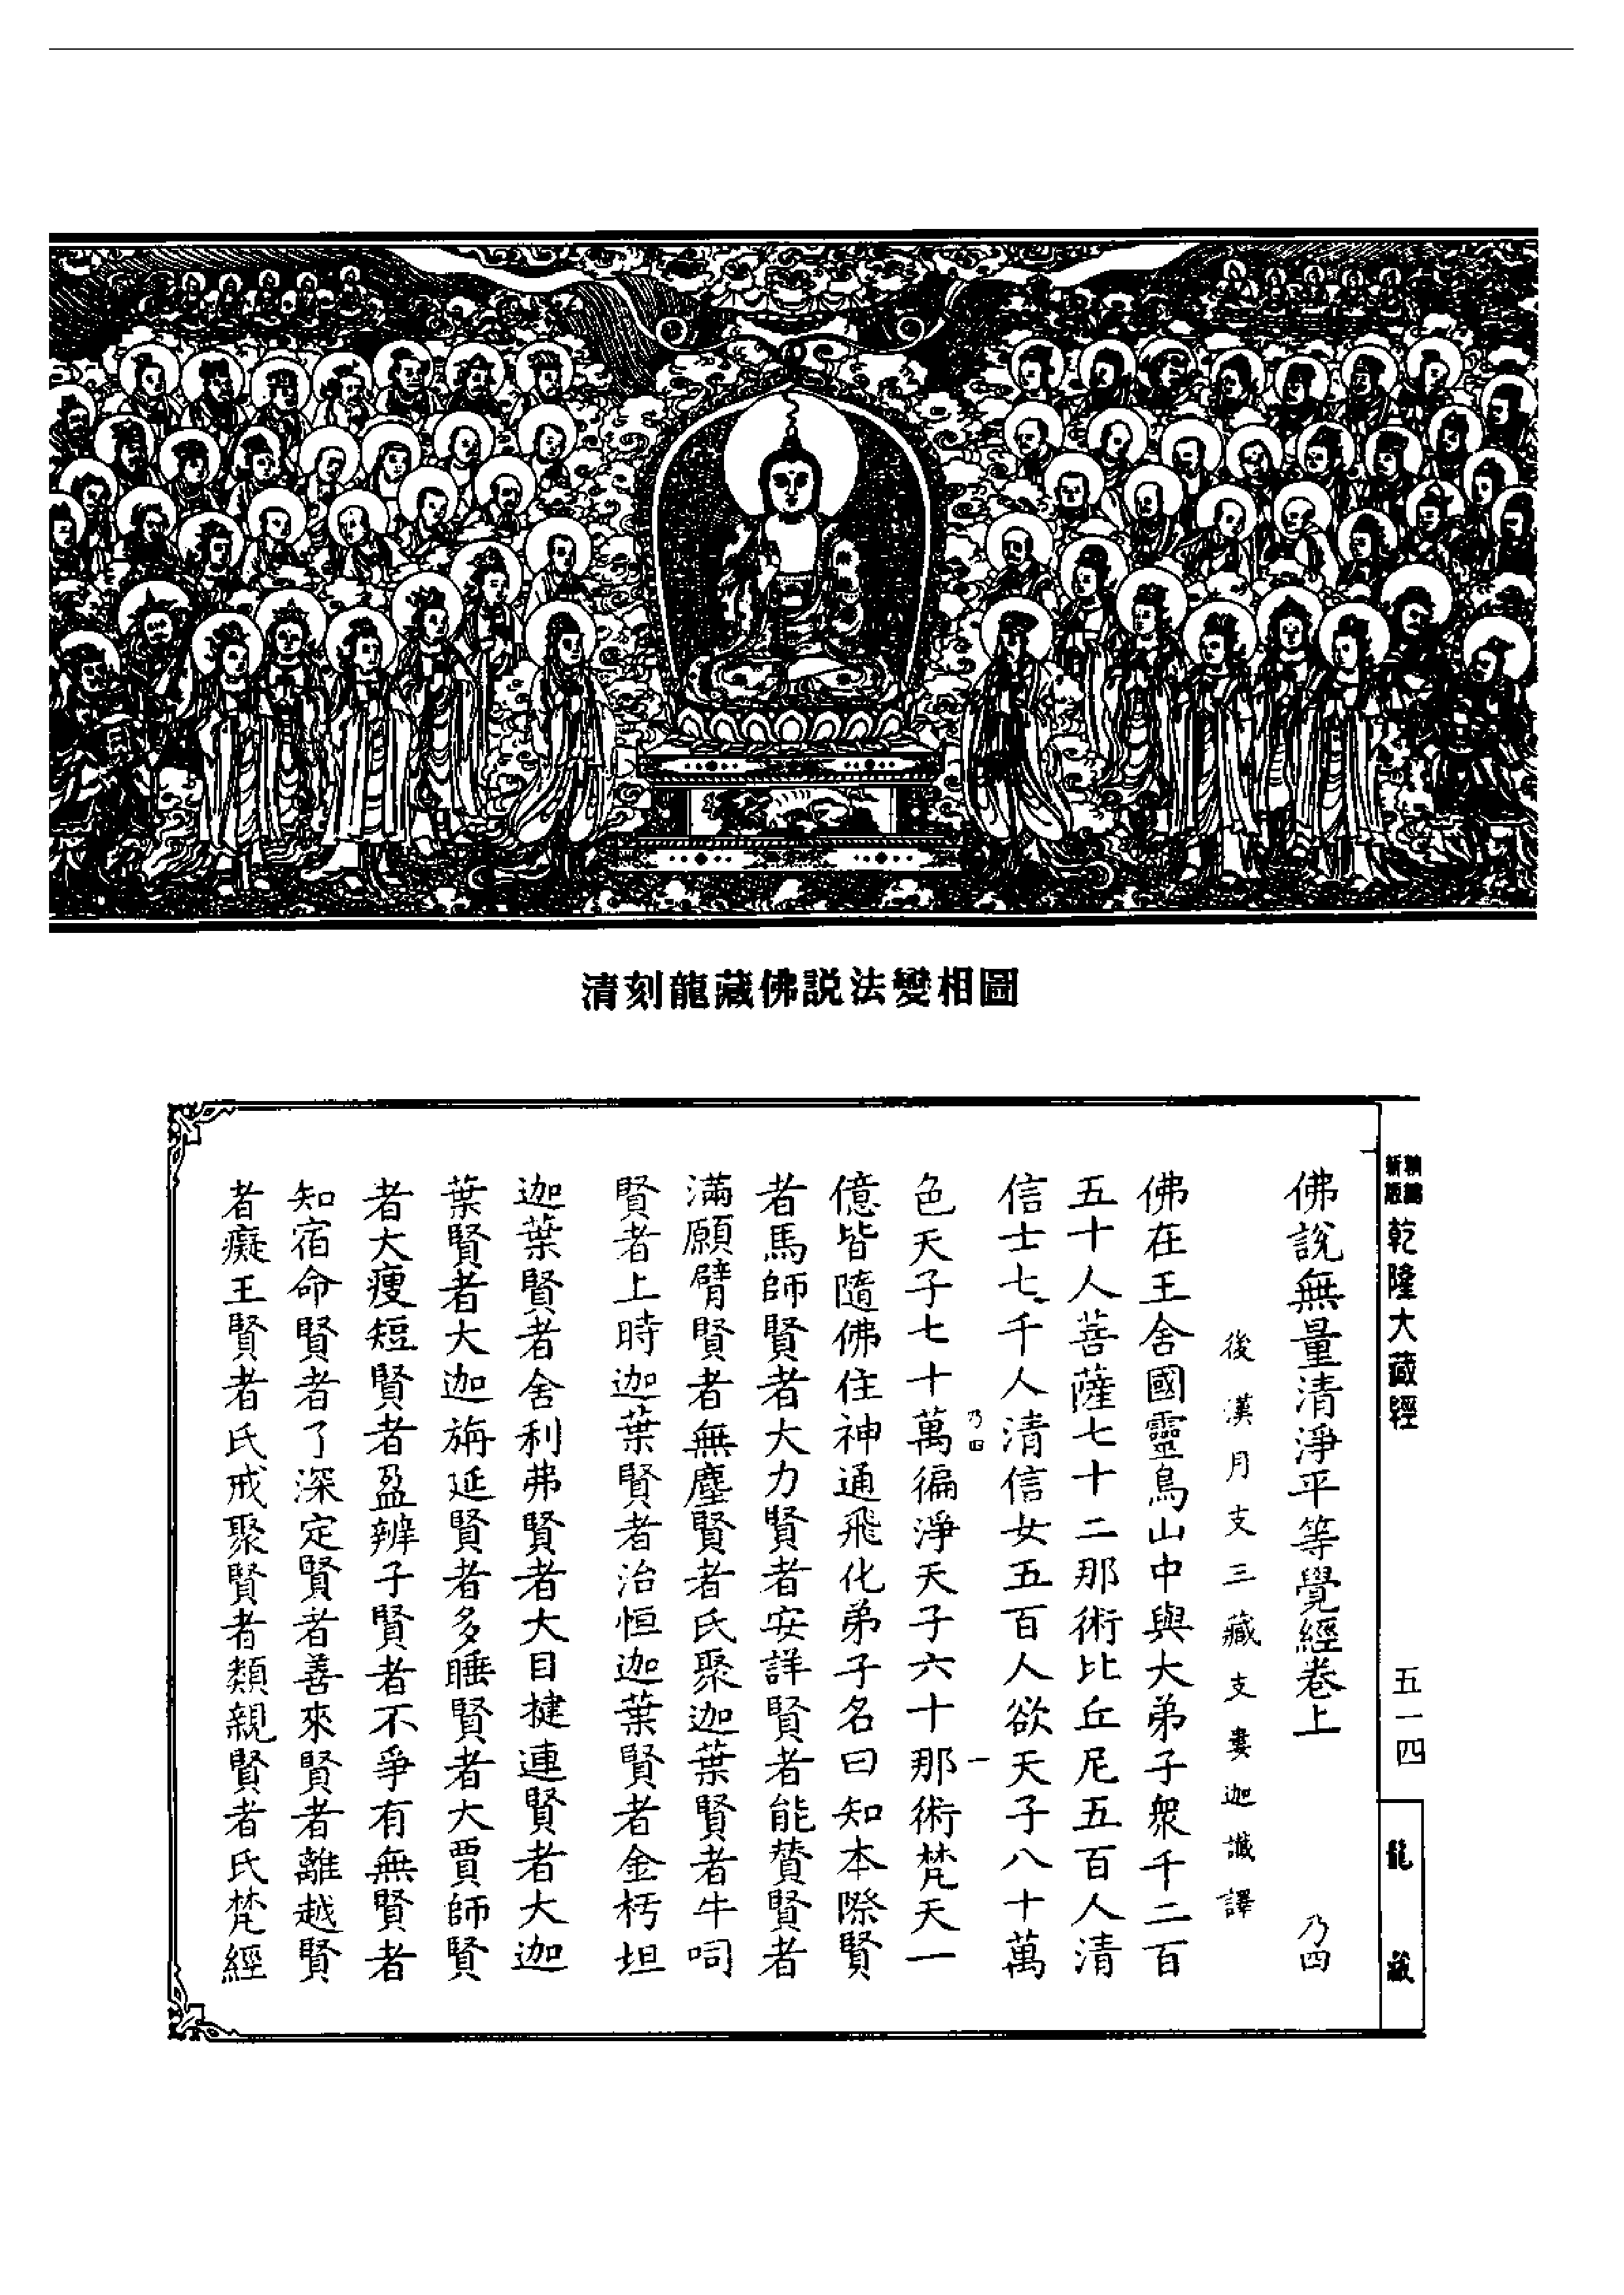 清刻龍藏佛説法變相圖
新版
乾隆大藏經
五一四
龍藏
佛說無量清淨平等覺經卷上 乃四
後漢月支三藏支婁迦讖譯
佛在王舍國靈鳥山中與大弟子衆千二百
五十人菩薩七十二那術比丘尼五百人清
信士七千人清信女五百人欲天子八十萬
乃四 一
色天子七十萬徧淨天子六十那術梵天一
億皆隨佛住神通飛化弟子名曰知本際賢
者馬師賢者大力賢者安詳賢者能讚賢者
滿願臂賢者無塵賢者氏聚迦葉賢者牛呞
賢者上時迦葉賢者治恒迦葉賢者金杇坦
迦葉賢者舍利弗賢者大目揵連賢者大迦
葉賢者大迦旃延賢者多睡賢者大賈師賢
者大瘦短賢者盈辨子賢者不爭有無賢者
知宿命賢者了深定賢者善來賢者離越賢
者癡王賢者氏戒聚賢者類親賢者氏梵經